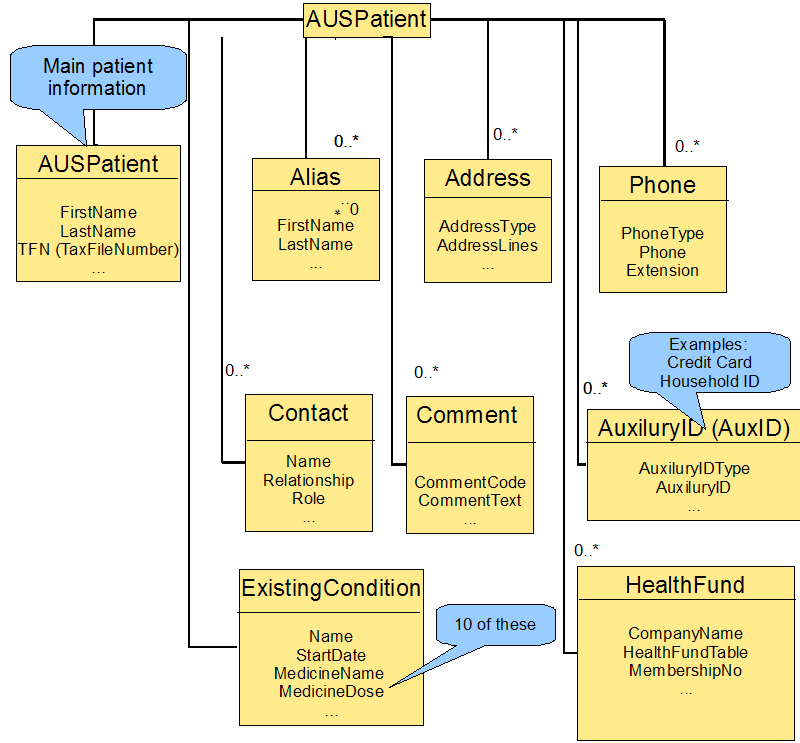 AUSPatient
Main patient
information
AUSPatient
FirstName
LastName
TFN (TaxFileNumber)
...
0..*
Alias
*..0
FirstName
LastName
...
0..*
Address
AddressType
AddressLines
...
0..*
Phone
PhoneType
Phone
Extension
0..*
Contact
Name
Relationship
Role
...
0..*
Comment
CommentCode
CommentText
...
Examples:
Credit Card
Household ID
0..*
AuxiluryID (AuxID)
AuxiluryIDType
AuxiluryID
...
ExistingCondition
Name
StartDate
MedicineName
MedicineDose
...
10 of these
0..*
HealthFund
CompanyName
HealthFundTable
MembershipNo
...